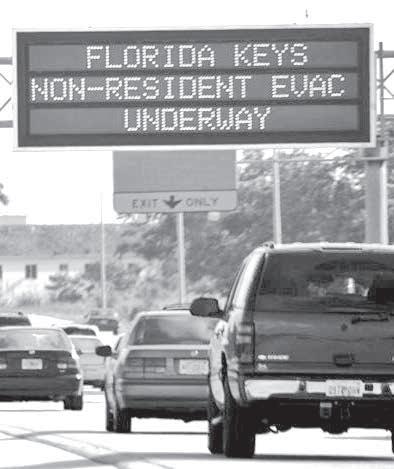 FLORIDA KEYS
NON-RESIDENT EVAC
UNDERWAY
EXIT ONLY